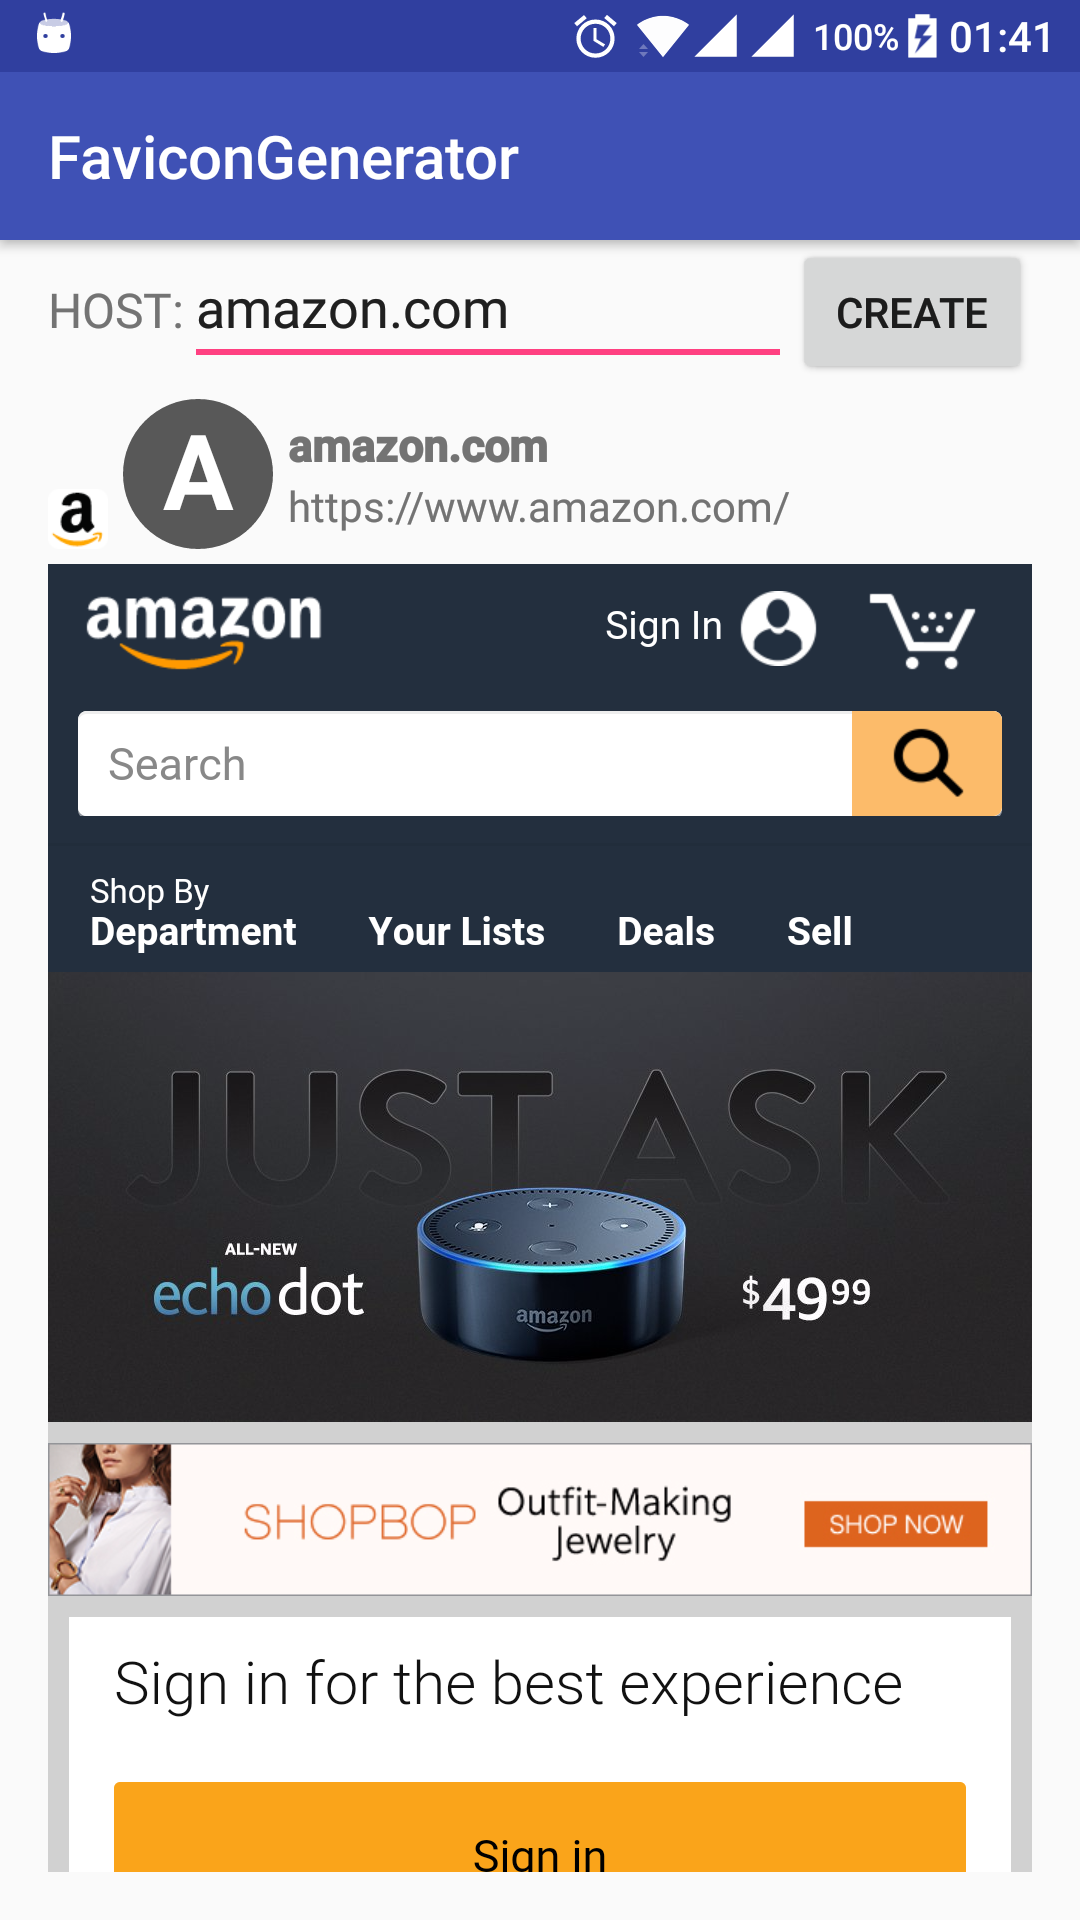 100% 01:41
FaviconGenerator
HOST: amazon.com CREATE
a A amazon.com
https://www.amazon.com/
amazon Sign In
Search
Shop By
Department Your Lists Deals Sell
JUST ASK
ALL-NEW
echo dot
amazon
$49 99
SHOPBOP Outfit-Making
Jewelry
SHOP NOW
Sign in for the best experience
Sign in